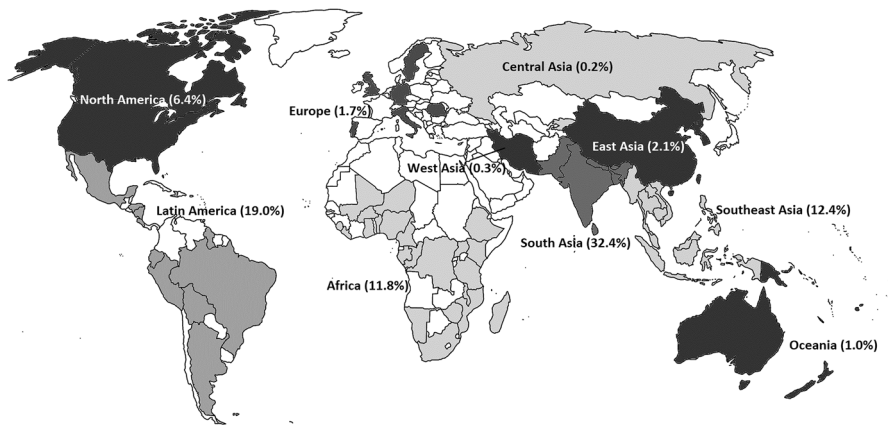 Central Asia (0.2%)
North America (6.4%)
Europe (1.7%)
East Asia (2.1%)
West Asia (0.3%)
Latin America (19.0%)
Southeast Asia (12.4%)
South Asia (32.4%)
Africa (11.8%)
Oceania (1.0%)